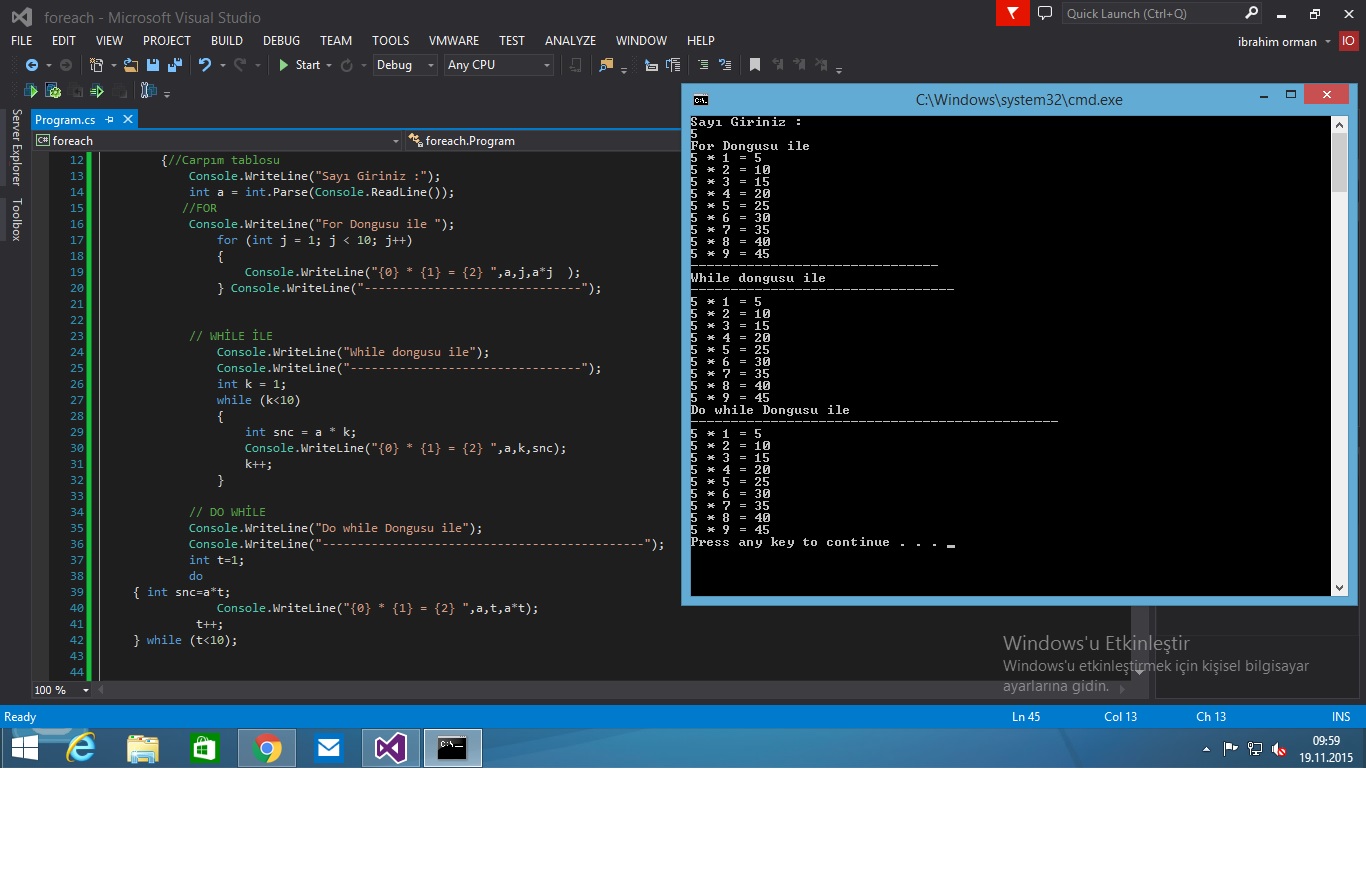 foreach - Microsoft Visual Studio
Quick Launch (Ctrl+Q)
FILE EDIT VIEW PROJECT BUILD DEBUG TEAM TOOLS VMWARE TEST ANALYZE WINDOW HELP
ibrahim orman IO
Start Debug Any CPU
Server Explorer
Toolbox
Program.cs
C# foreach
foreach.Program
12 {//Carpım tablosu
13 Console.WriteLine("Sayı Giriniz :");
14 int a = int.Parse(Console.ReadLine());
15 //FOR
16 Console.WriteLine("For Dongusu ile ");
17 for (int j = 1; j < 10; j++)
18 {
19 Console.WriteLine("{0} * {1} = {2} ",a,j,a*j );
20 } Console.WriteLine("-------------------------------");
21
22
23 // WHİLE İLE
24 Console.WriteLine("While dongusu ile");
25 Console.WriteLine("---------------------------------");
26 int k = 1;
27 while (k<10)
28 {
29 int snc = a * k;
30 Console.WriteLine("{0} * {1} = {2} ",a,k,snc);
31 k++;
32 }
33
34 // DO WHİLE
35 Console.WriteLine("Do while Dongusu ile");
36 Console.WriteLine("----------------------------------------------");
37 int t=1;
38 do
39 { int snc=a*t;
40 Console.WriteLine("{0} * {1} = {2} ",a,t,a*t);
41 t++;
42 } while (t<10);
43
44
100 %
C:\Windows\system32\cmd.exe
Sayı Giriniz :
5
For Dongusu ile
5 * 1 = 5
5 * 2 = 10
5 * 3 = 15
5 * 4 = 20
5 * 5 = 25
5 * 6 = 30
5 * 7 = 35
5 * 8 = 40
5 * 9 = 45
-------------------------------
While dongusu ile
---------------------------------
5 * 1 = 5
5 * 2 = 10
5 * 3 = 15
5 * 4 = 20
5 * 5 = 25
5 * 6 = 30
5 * 7 = 35
5 * 8 = 40
5 * 9 = 45
Do while Dongusu ile
----------------------------------------------
5 * 1 = 5
5 * 2 = 10
5 * 3 = 15
5 * 4 = 20
5 * 5 = 25
5 * 6 = 30
5 * 7 = 35
5 * 8 = 40
5 * 9 = 45
Press any key to continue . . . _
Windows'u Etkinleştir
Windows'u etkinleştirmek için kişisel bilgisayar
ayarlarına gidin.
Ready Ln 45 Col 13 Ch 13 INS
09:59
19.11.2015